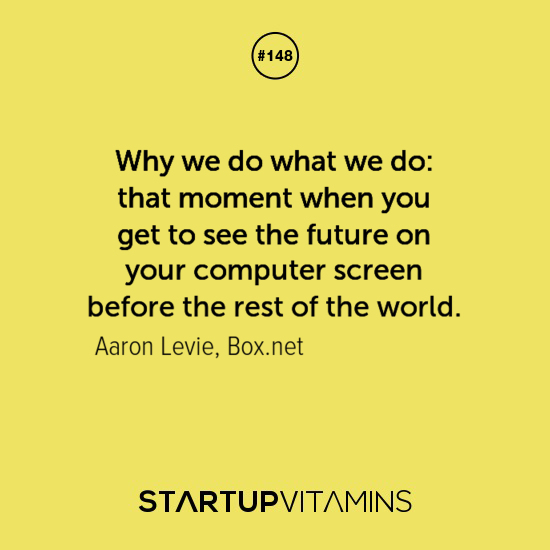 #148
Why we do what we do:
that moment when you
get to see the future on
your computer screen
before the rest of the world.
Aaron Levie, Box.net
STARTUPVITAMINS